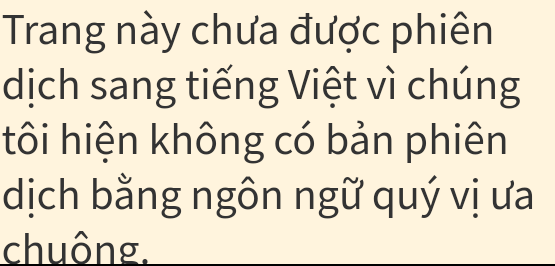 Trang này chưa được phiên
dịch sang tiếng Việt vì chúng
tôi hiện không có bản phiên
dịch bằng ngôn ngữ quý vị ưa
chuộng.